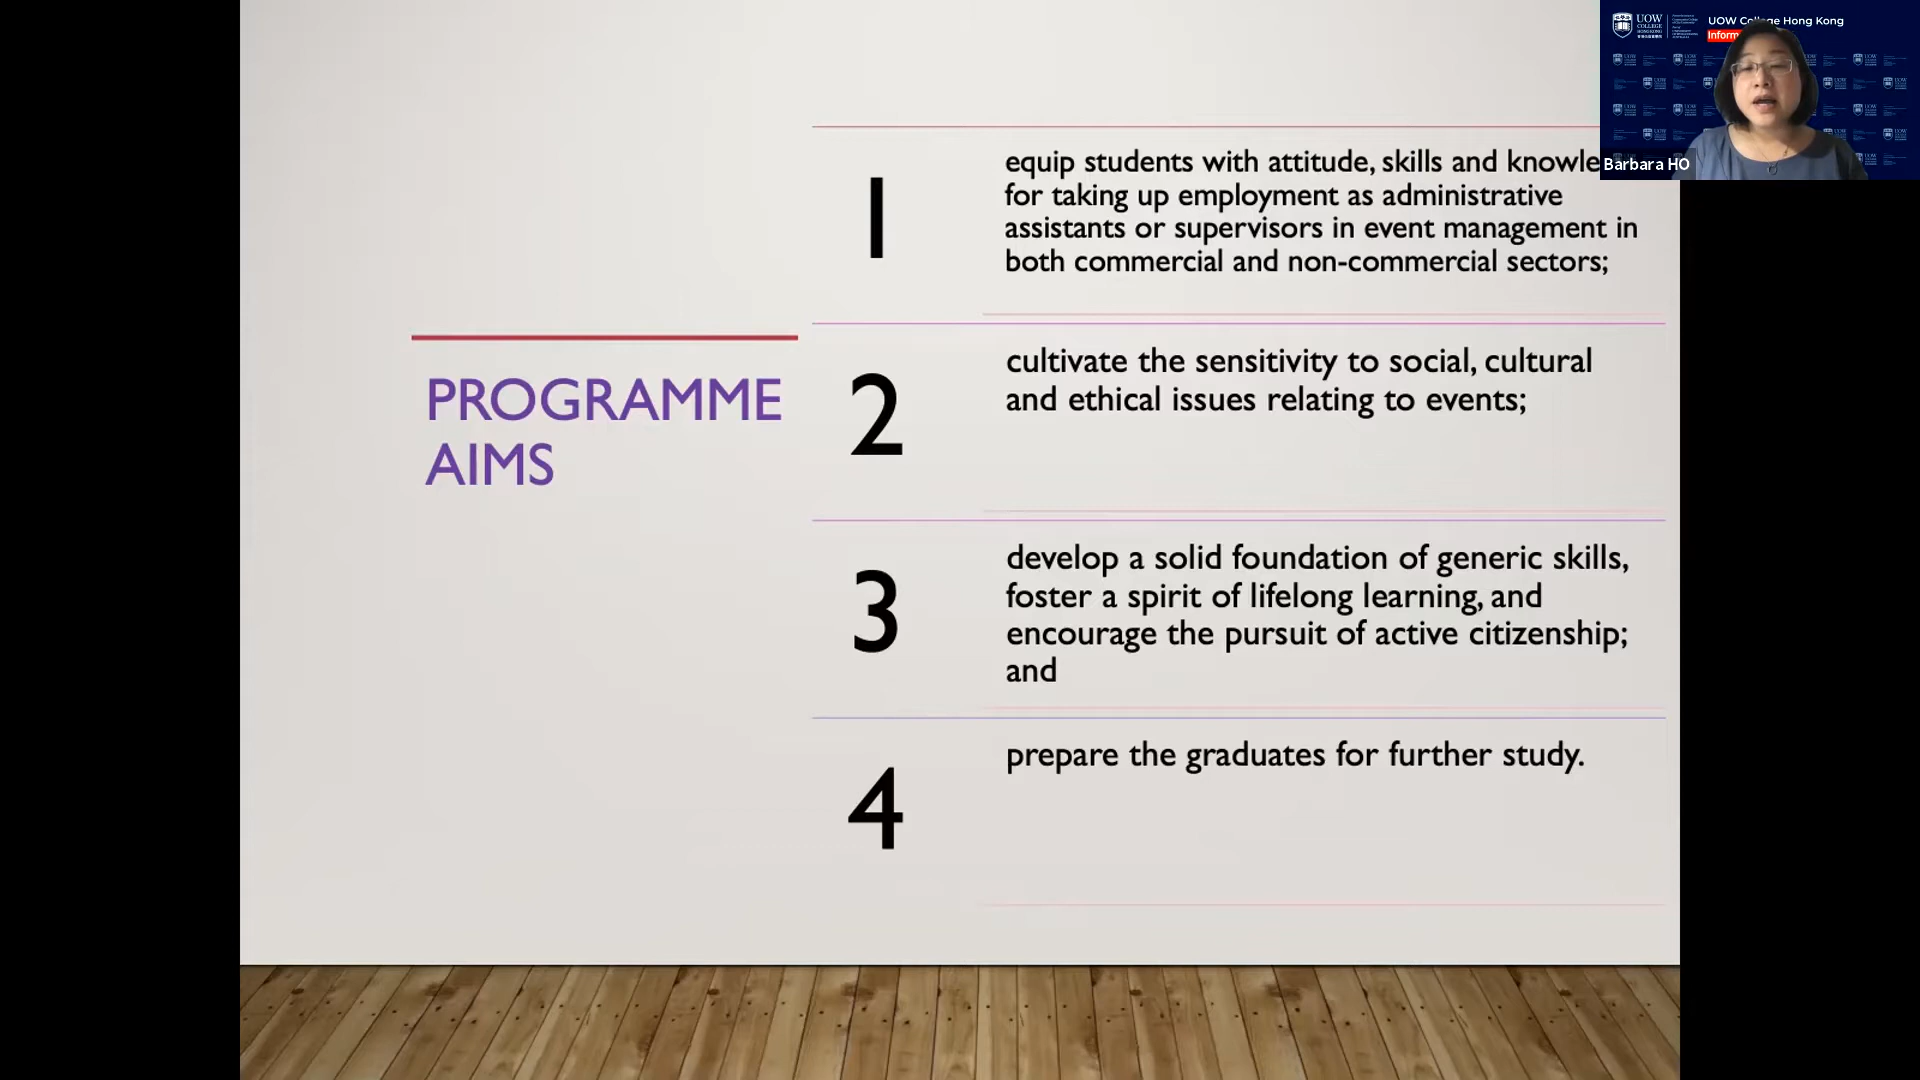 PROGRAMME
AIMS
1
equip students with attitude, skills and knowle
for taking up employment as administrative
assistants or supervisors in event management in
both commercial and non-commercial sectors;
2
cultivate the sensitivity to social, cultural
and ethical issues relating to events;
3
develop a solid foundation of generic skills,
foster a spirit of lifelong learning, and
encourage the pursuit of active citizenship;
and
4
prepare the graduates for further study.
UOW
COLLEGE
HONG KONG
UOW College Hong Kong
Inform
Barbara HO